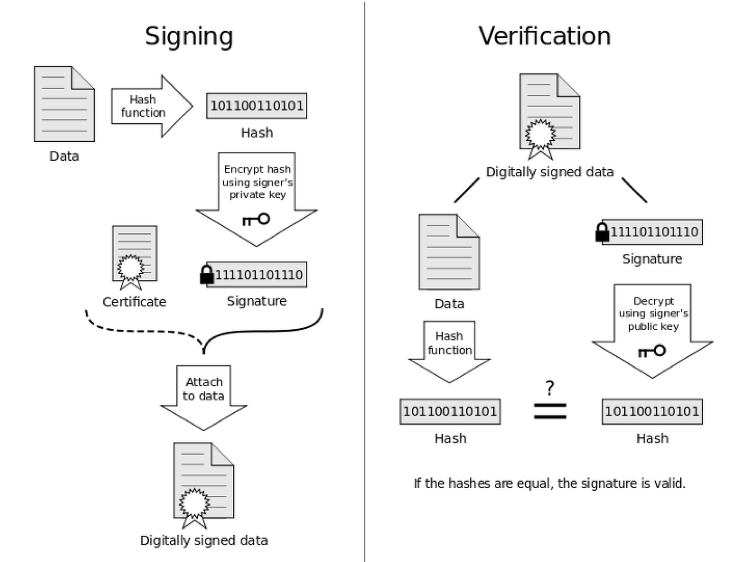 Signing
Hash
function
101100110101
Hash
Data
Encrypt hash
using signer's
private key
111101101110
Certificate
Signature
Attach
to data
Digitally signed data
Verification
Digitally signed data
111101101110
Signature
Data
Decrypt
using signer's
public key
Hash
function
?
101100110101
101100110101
Hash
Hash
If the hashes are equal, the signature is valid.